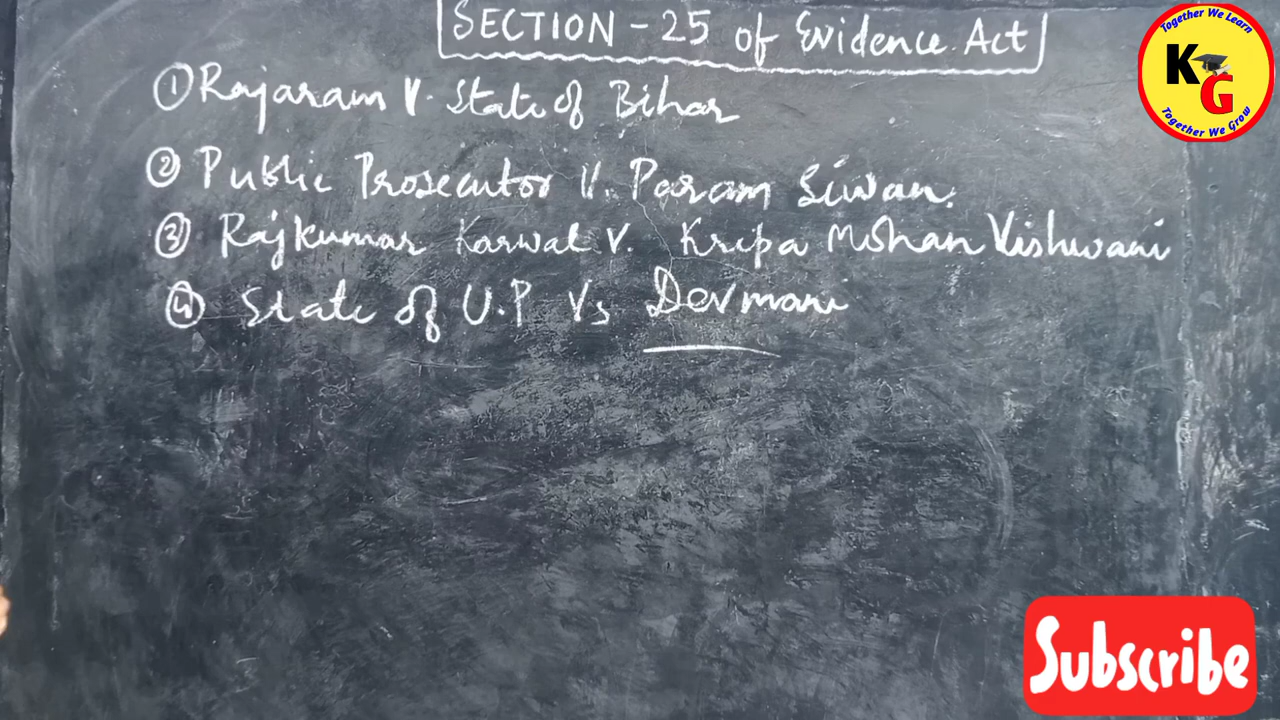 SECTION - 25 of Evidence Act
① Rajaram V. State of Bihar
② Public Prosecutor V. Param Siwan.
③ Rajkumar Karwal V. Kripa Mohan Vishwani
④ State of U.P Vs Devmani
Together We Learn
KG
Together We Grow
Subscribe